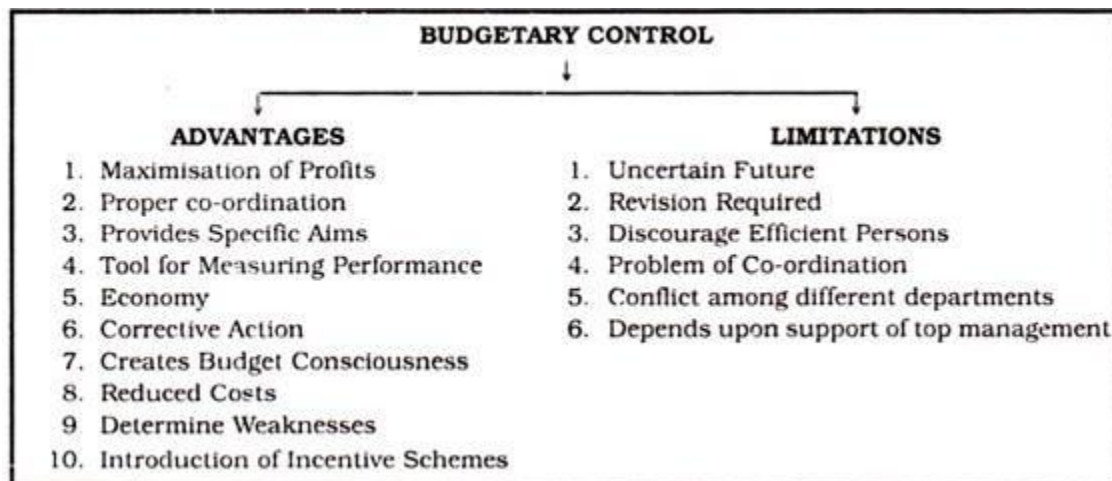 BUDGETARY CONTROL
ADVANTAGES
1. Maximisation of Profits
2. Proper co-ordination
3. Provides Specific Aims
4. Tool for Measuring Performance
5. Economy
6. Corrective Action
7. Creates Budget Consciousness
8. Reduced Costs
9 Determine Weaknesses
10. Introduction of Incentive Schemes
LIMITATIONS
1. Uncertain Future
2. Revision Required
3. Discourage Efficient Persons
4. Problem of Co-ordination
5. Conflict among different departments
6. Depends upon support of top management